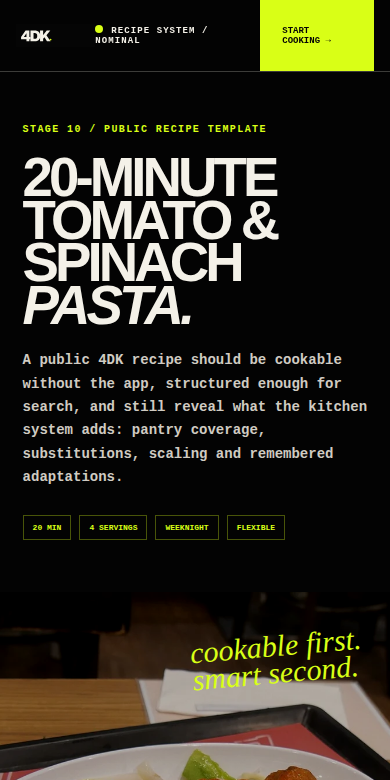 4DK.
RECIPE SYSTEM /
NOMINAL
START
COOKING →
STAGE 10 / PUBLIC RECIPE TEMPLATE
20-MINUTE
TOMATO &
SPINACH
PASTA.
A public 4DK recipe should be cookable
without the app, structured enough for
search, and still reveal what the kitchen
system adds: pantry coverage,
substitutions, scaling and remembered
adaptations.
20 MIN
4 SERVINGS
WEEKNIGHT
FLEXIBLE
cookable first.
smart second.